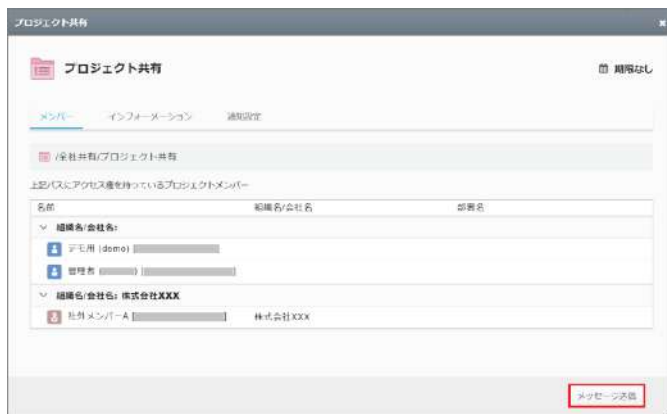 プロジェクト共有
プロジェクト共有
期限なし
メンバー インフォーメーション 通知設定
/全社共有/プロジェクト共有
上記パスにアクセス権を持っているプロジェクトメンバー
名前 組織名/会社名 部署名
組織名/会社名:
デモ用 (demo) [ ]
管理者 ( ) [ ]
組織名/会社名: 株式会社XXX
社外メンバーA [ ] 株式会社XXX
メッセージ送信